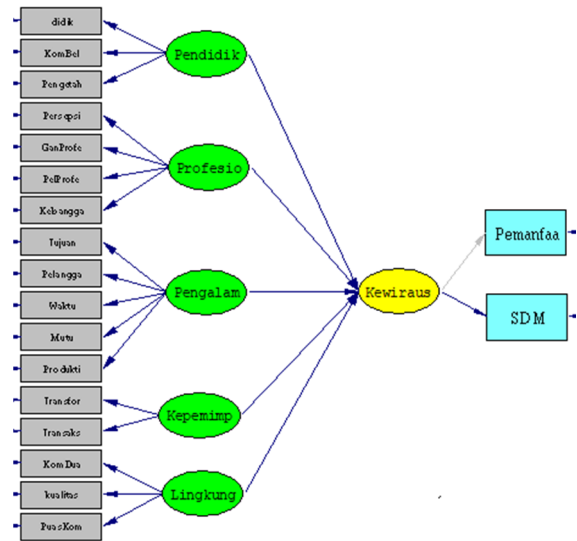 didik
KomBel
Pengetah
Persepsi
GanProfe
PelProfe
Kebangga
Tujuan
Pelangga
Waktu
Mutu
Produkti
Transfor
Transaks
KomDua
kualitas
PuasKom
Pendidik
Profesio
Pengalam
Kepemimp
Lingkung
Kewiraus
Pemanfaa
SDM